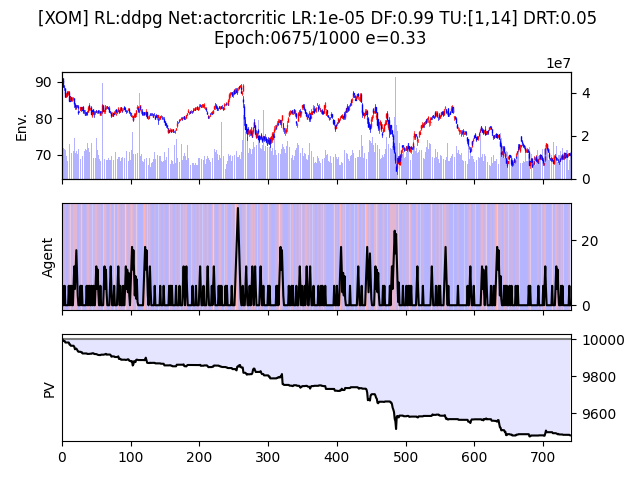 [XOM] RL:ddpg Net:actorcritic LR:1e-05 DF:0.99 TU:[1,14] DRT:0.05
Epoch:0675/1000 e=0.33
1e7
Env.
90
80
70
4
2
0
Agent
20
0
PV
10000
9800
9600
0 100 200 300 400 500 600 700